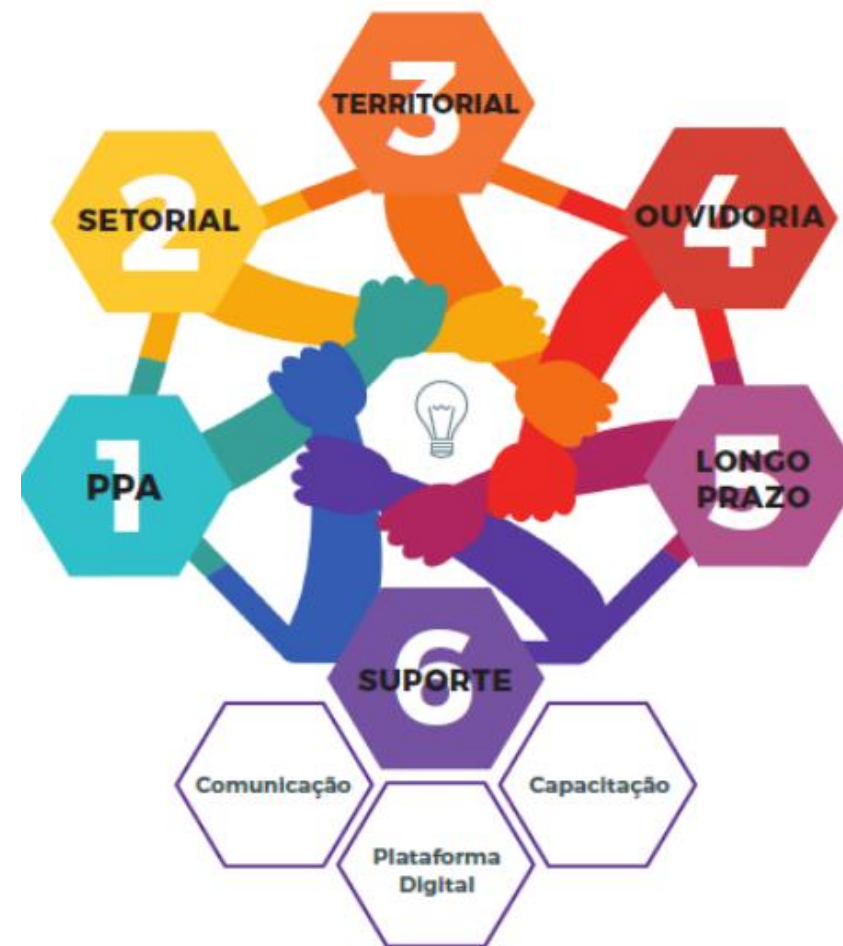 3
TERRITORIAL
2
SETORIAL
4
OUVIDORIA
1
PPA
5
LONGO
PRAZO
6
SUPORTE
Comunicação
Capacitação
Plataforma
Digital